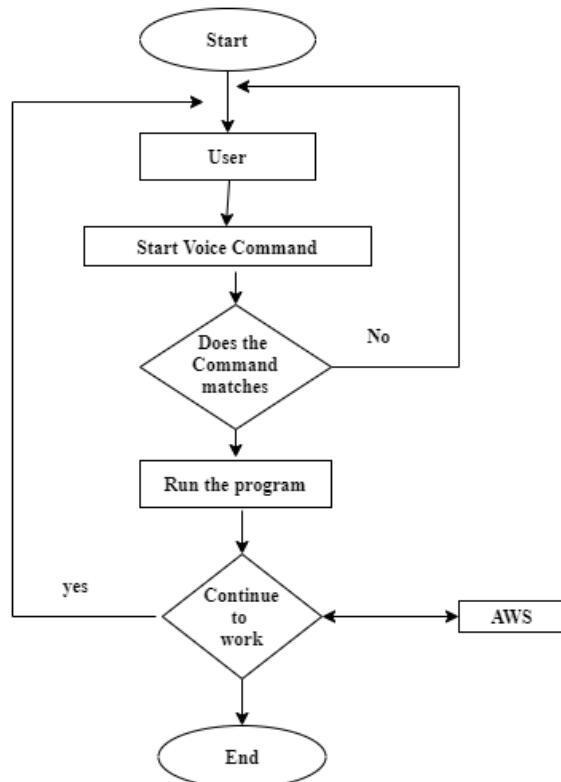 Start
User
Start Voice Command
Does the
Command
matches
No
Run the program
yes
Continue
to
work
AWS
End